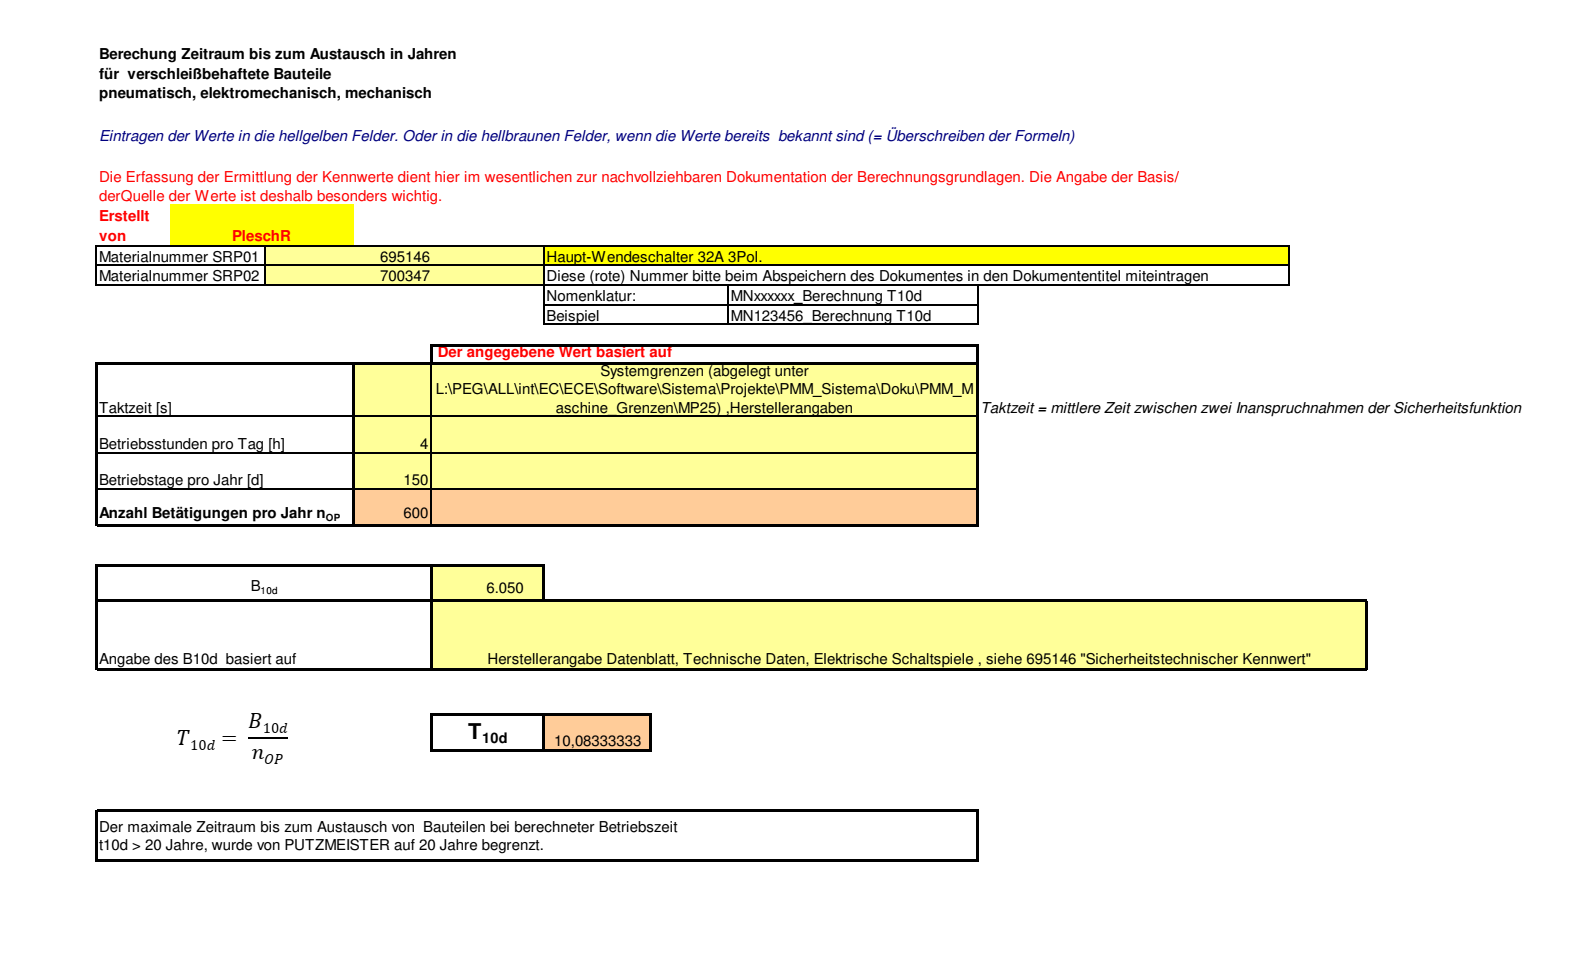 Berechung Zeitraum bis zum Austausch in Jahren
für  verschleißbehaftete Bauteile
pneumatisch, elektromechanisch, mechanisch
Eintragen der Werte in die hellgelben Felder. Oder in die hellbraunen Felder, wenn die Werte bereits  bekannt sind (= Überschreiben der Formeln)
Die Erfassung der Ermittlung der Kennwerte dient hier im wesentlichen zur nachvollziehbaren Dokumentation der Berechnungsgrundlagen. Die Angabe der Basis/
derQuelle der Werte ist deshalb besonders wichtig.
Erstellt
von PleschR
Materialnummer SRP01 695146 Haupt-Wendeschalter 32A 3Pol.
Materialnummer SRP02 700347 Diese (rote) Nummer bitte beim Abspeichern des Dokumentes in den Dokumententitel miteintragen
Nomenklatur: MNxxxxxx_Berechnung T10d
Beispiel MN123456_Berechnung T10d
Der angegebene Wert basiert auf
Systemgrenzen (abgelegt unter
L:\PEG\ALL\int\EC\ECE\Software\Sistema\Projekte\PMM_Sistema\Doku\PMM_M
Taktzeit [s] aschine_Grenzen\MP25) ,Herstellerangaben Taktzeit = mittlere Zeit zwischen zwei Inanspruchnahmen der Sicherheitsfunktion
Betriebsstunden pro Tag [h] 4
Betriebstage pro Jahr [d] 150
Anzahl Betätigungen pro Jahr nOP 600
B10d 6.050
Angabe des B10d  basiert auf Herstellerangabe Datenblatt, Technische Daten, Elektrische Schaltspiele , siehe 695146 "Sicherheitstechnischer Kennwert"
T10d = B10d / nOP
T10d 10,08333333
Der maximale Zeitraum bis zum Austausch von  Bauteilen bei berechneter Betriebszeit
t10d > 20 Jahre, wurde von PUTZMEISTER auf 20 Jahre begrenzt.